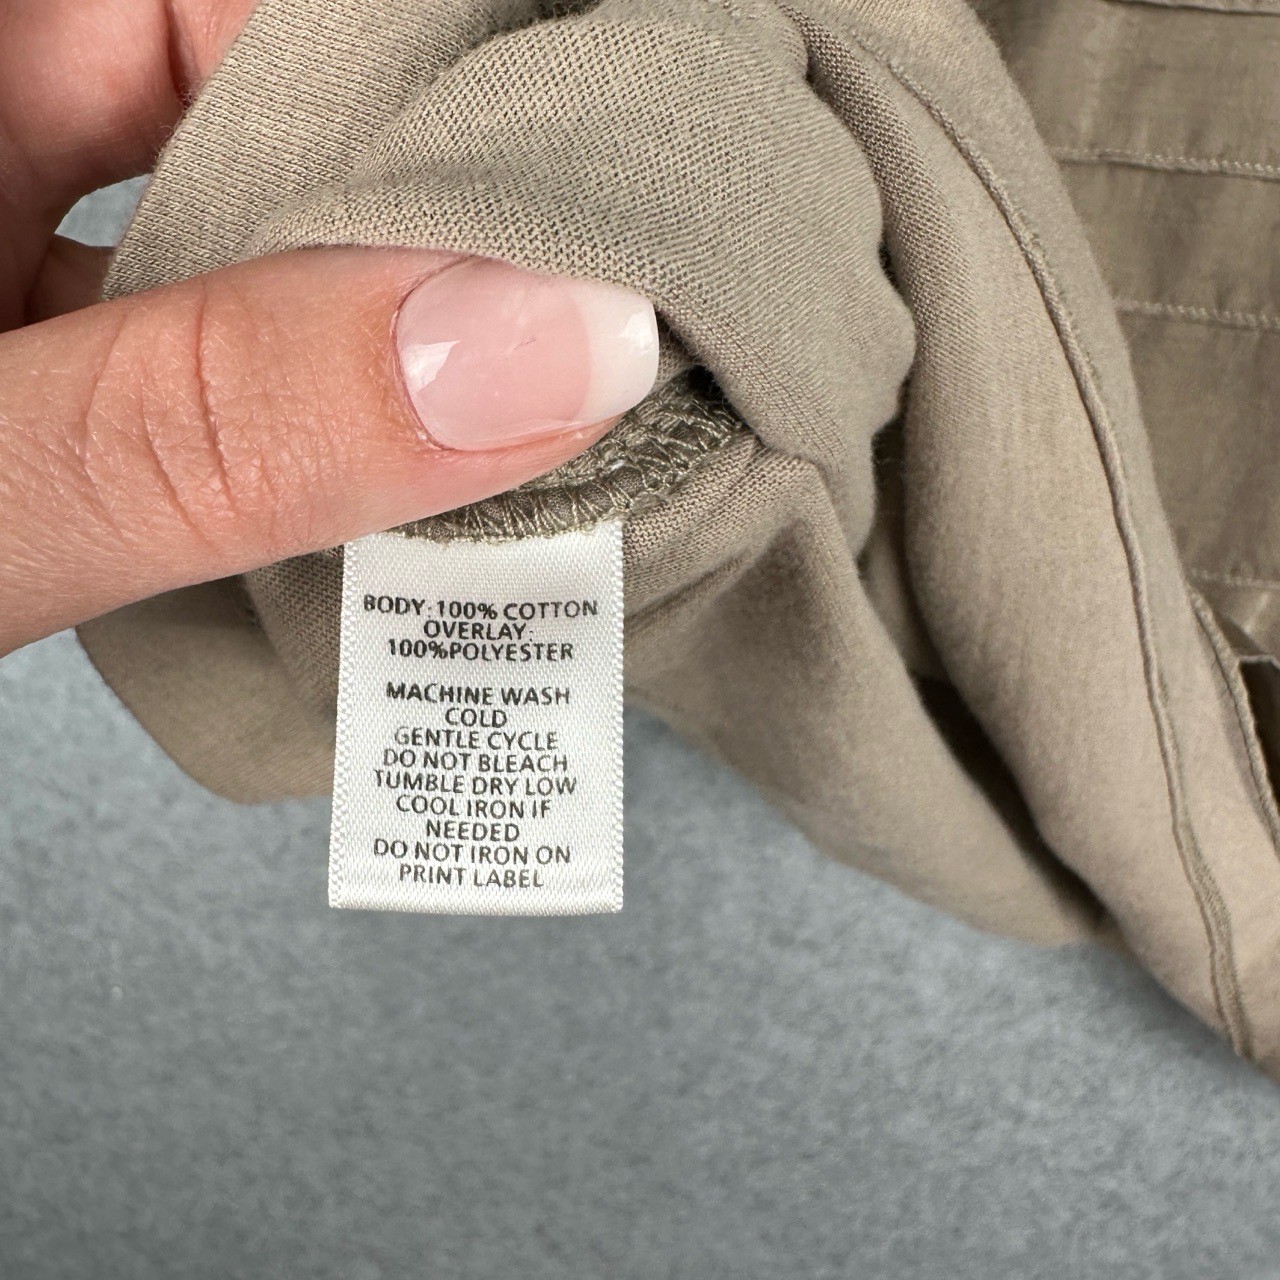 BODY: 100% COTTON
OVERLAY:
100%POLYESTER
MACHINE WASH
COLD
GENTLE CYCLE
DO NOT BLEACH
TUMBLE DRY LOW
COOL IRON IF
NEEDED
DO NOT IRON ON
PRINT LABEL